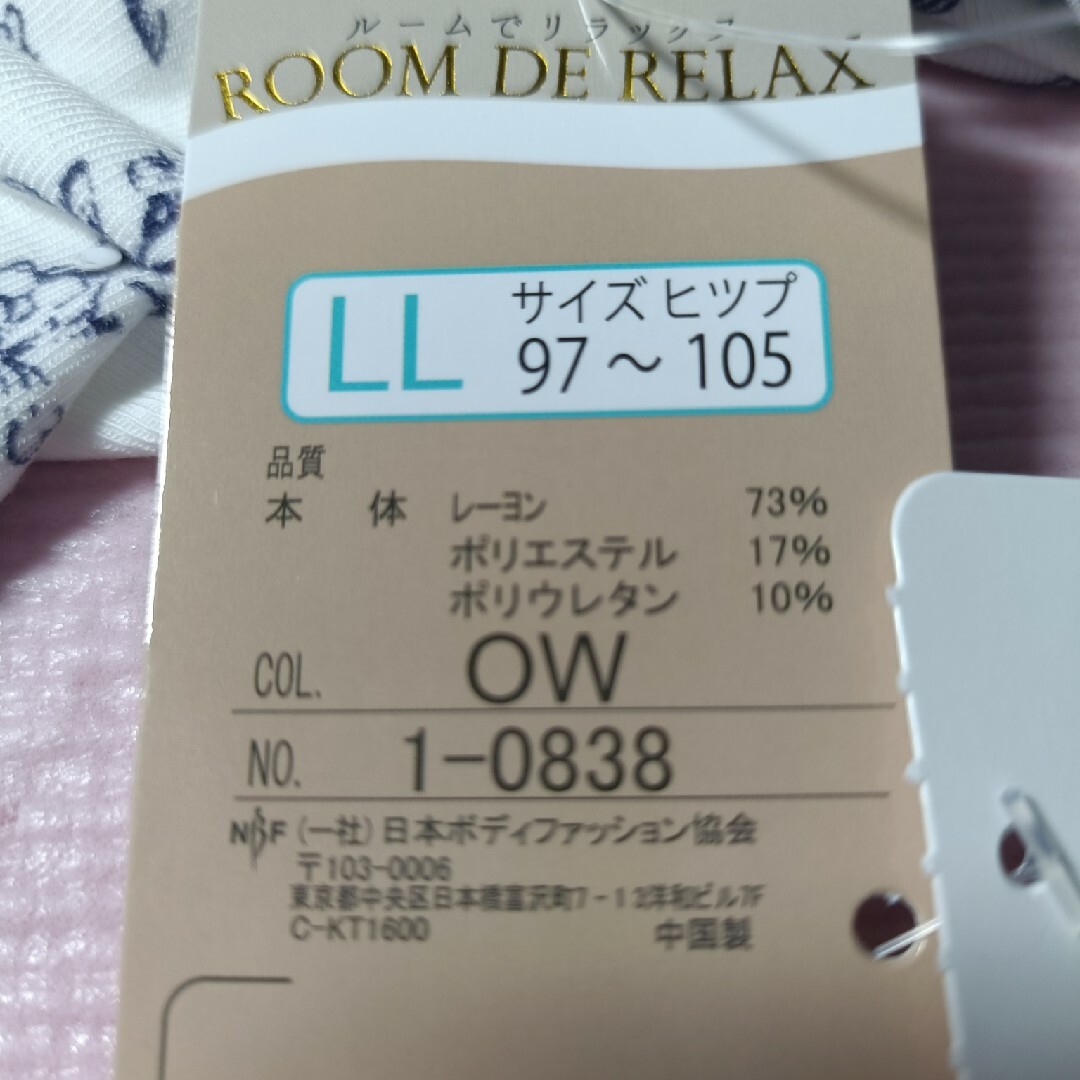 ルームでリラックス
ROOM DE RELAX
LL サイズ ヒップ
97～105
品質
本 体 レーヨン 73%
ポリエステル 17%
ポリウレタン 10%
COL. OW
NO. 1-0838
NBF (一社)日本ボディファッション協会
〒103-0006
東京都中央区日本橋富沢町7-12洋和ビル7F
C-KT1600 中国製